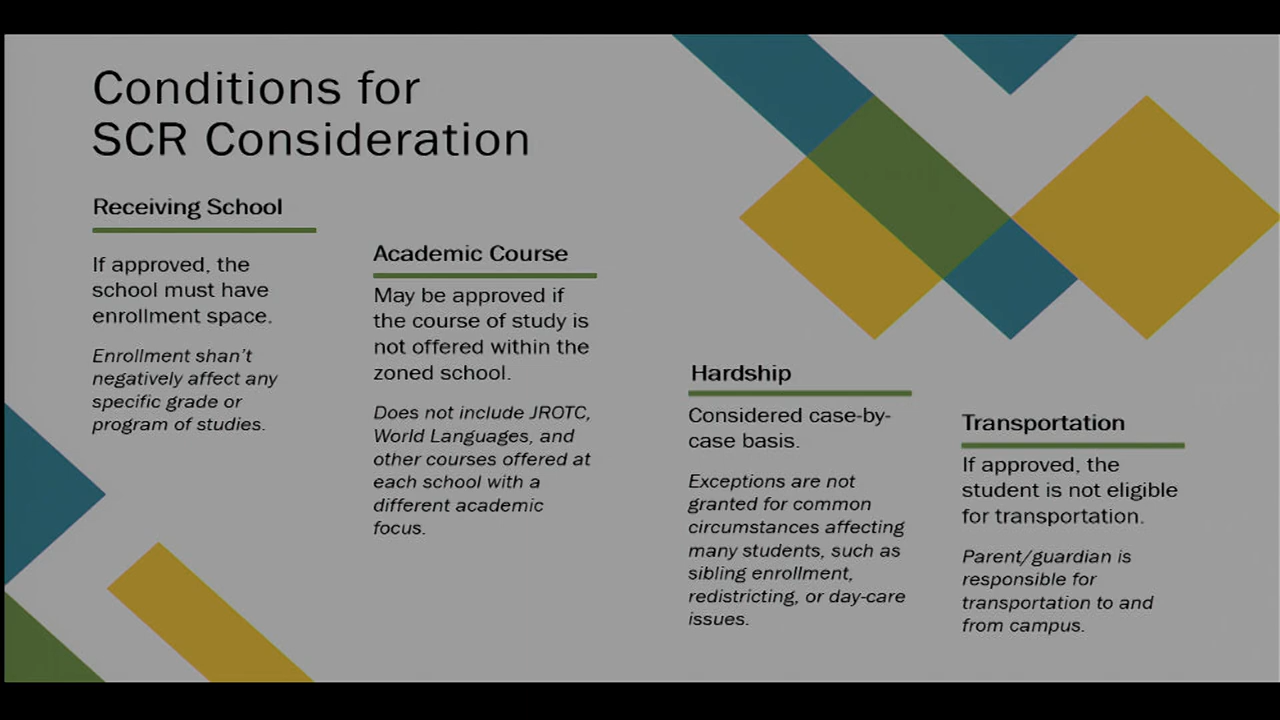 Conditions for
SCR Consideration
Receiving School
If approved, the
school must have
enrollment space.
Enrollment shan't
negatively affect any
specific grade or
program of studies.
Academic Course
May be approved if
the course of study is
not offered within the
zoned school.
Does not include JROTC,
World Languages, and
other courses offered at
each school with a
different academic
focus.
Hardship
Considered case-by-
case basis.
Exceptions are not
granted for common
circumstances affecting
many students, such as
sibling enrollment,
redistricting, or day-care
issues.
Transportation
If approved, the
student is not eligible
for transportation.
Parent/guardian is
responsible for
transportation to and
from campus.